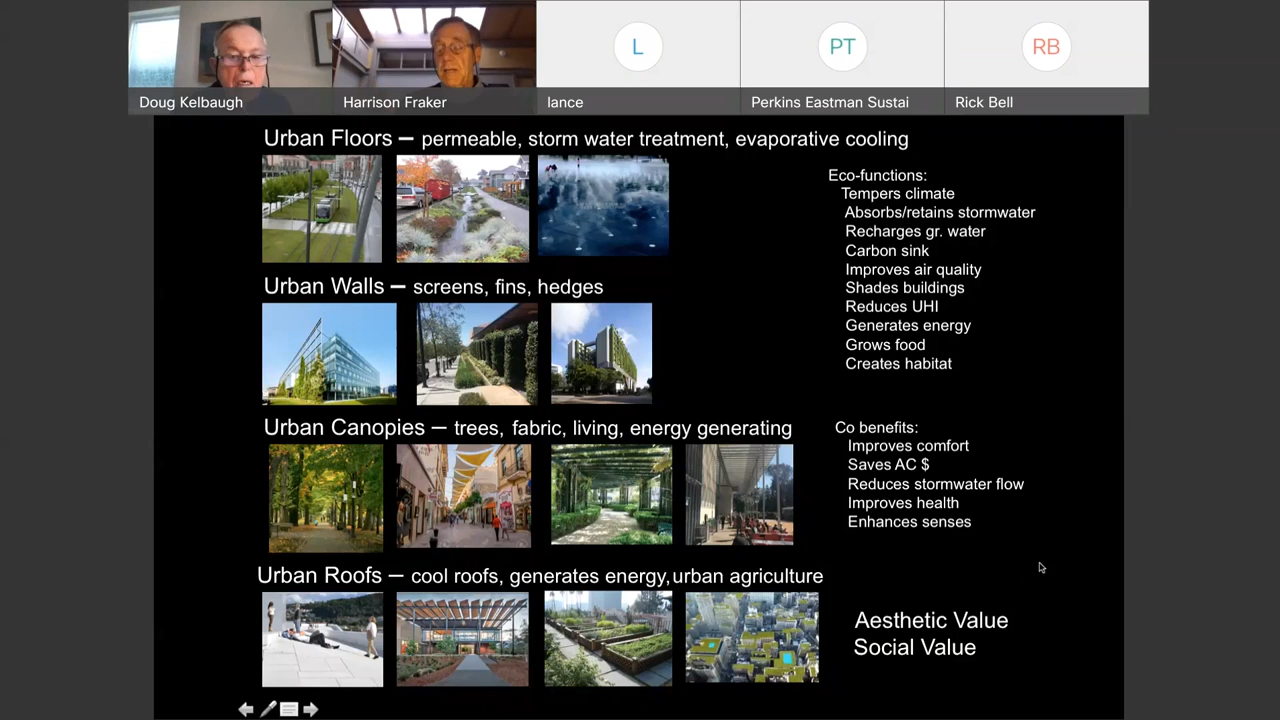 L
PT
RB
Doug Kelbaugh
Harrison Fraker
lance
Perkins Eastman Sustai
Rick Bell
Urban Floors – permeable, storm water treatment, evaporative cooling
Urban Walls – screens, fins, hedges
Urban Canopies – trees, fabric, living, energy generating
Urban Roofs – cool roofs, generates energy, urban agriculture
Eco-functions:
Tempers climate
Absorbs/retains stormwater
Recharges gr. water
Carbon sink
Improves air quality
Shades buildings
Reduces UHI
Generates energy
Grows food
Creates habitat
Co benefits:
Improves comfort
Saves AC $
Reduces stormwater flow
Improves health
Enhances senses
Aesthetic Value
Social Value